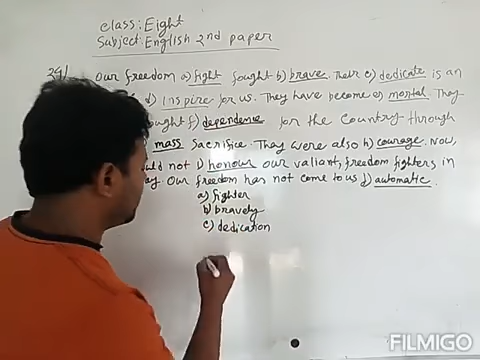 Class: Eight
Subject: English 2nd paper
24/
Our freedom a) fight fought b) brave. Their c) dedicate is an
d) inspire for us. They have become e) mortal. They
f) dependence for the Country through
mass sacrifice. They were also h) courage. Now,
not i) honour our valiant, freedom fighters, in
Our freedom has not come to us j) automatic.
a) fighter
b) bravely
c) dedication
FILMIGO